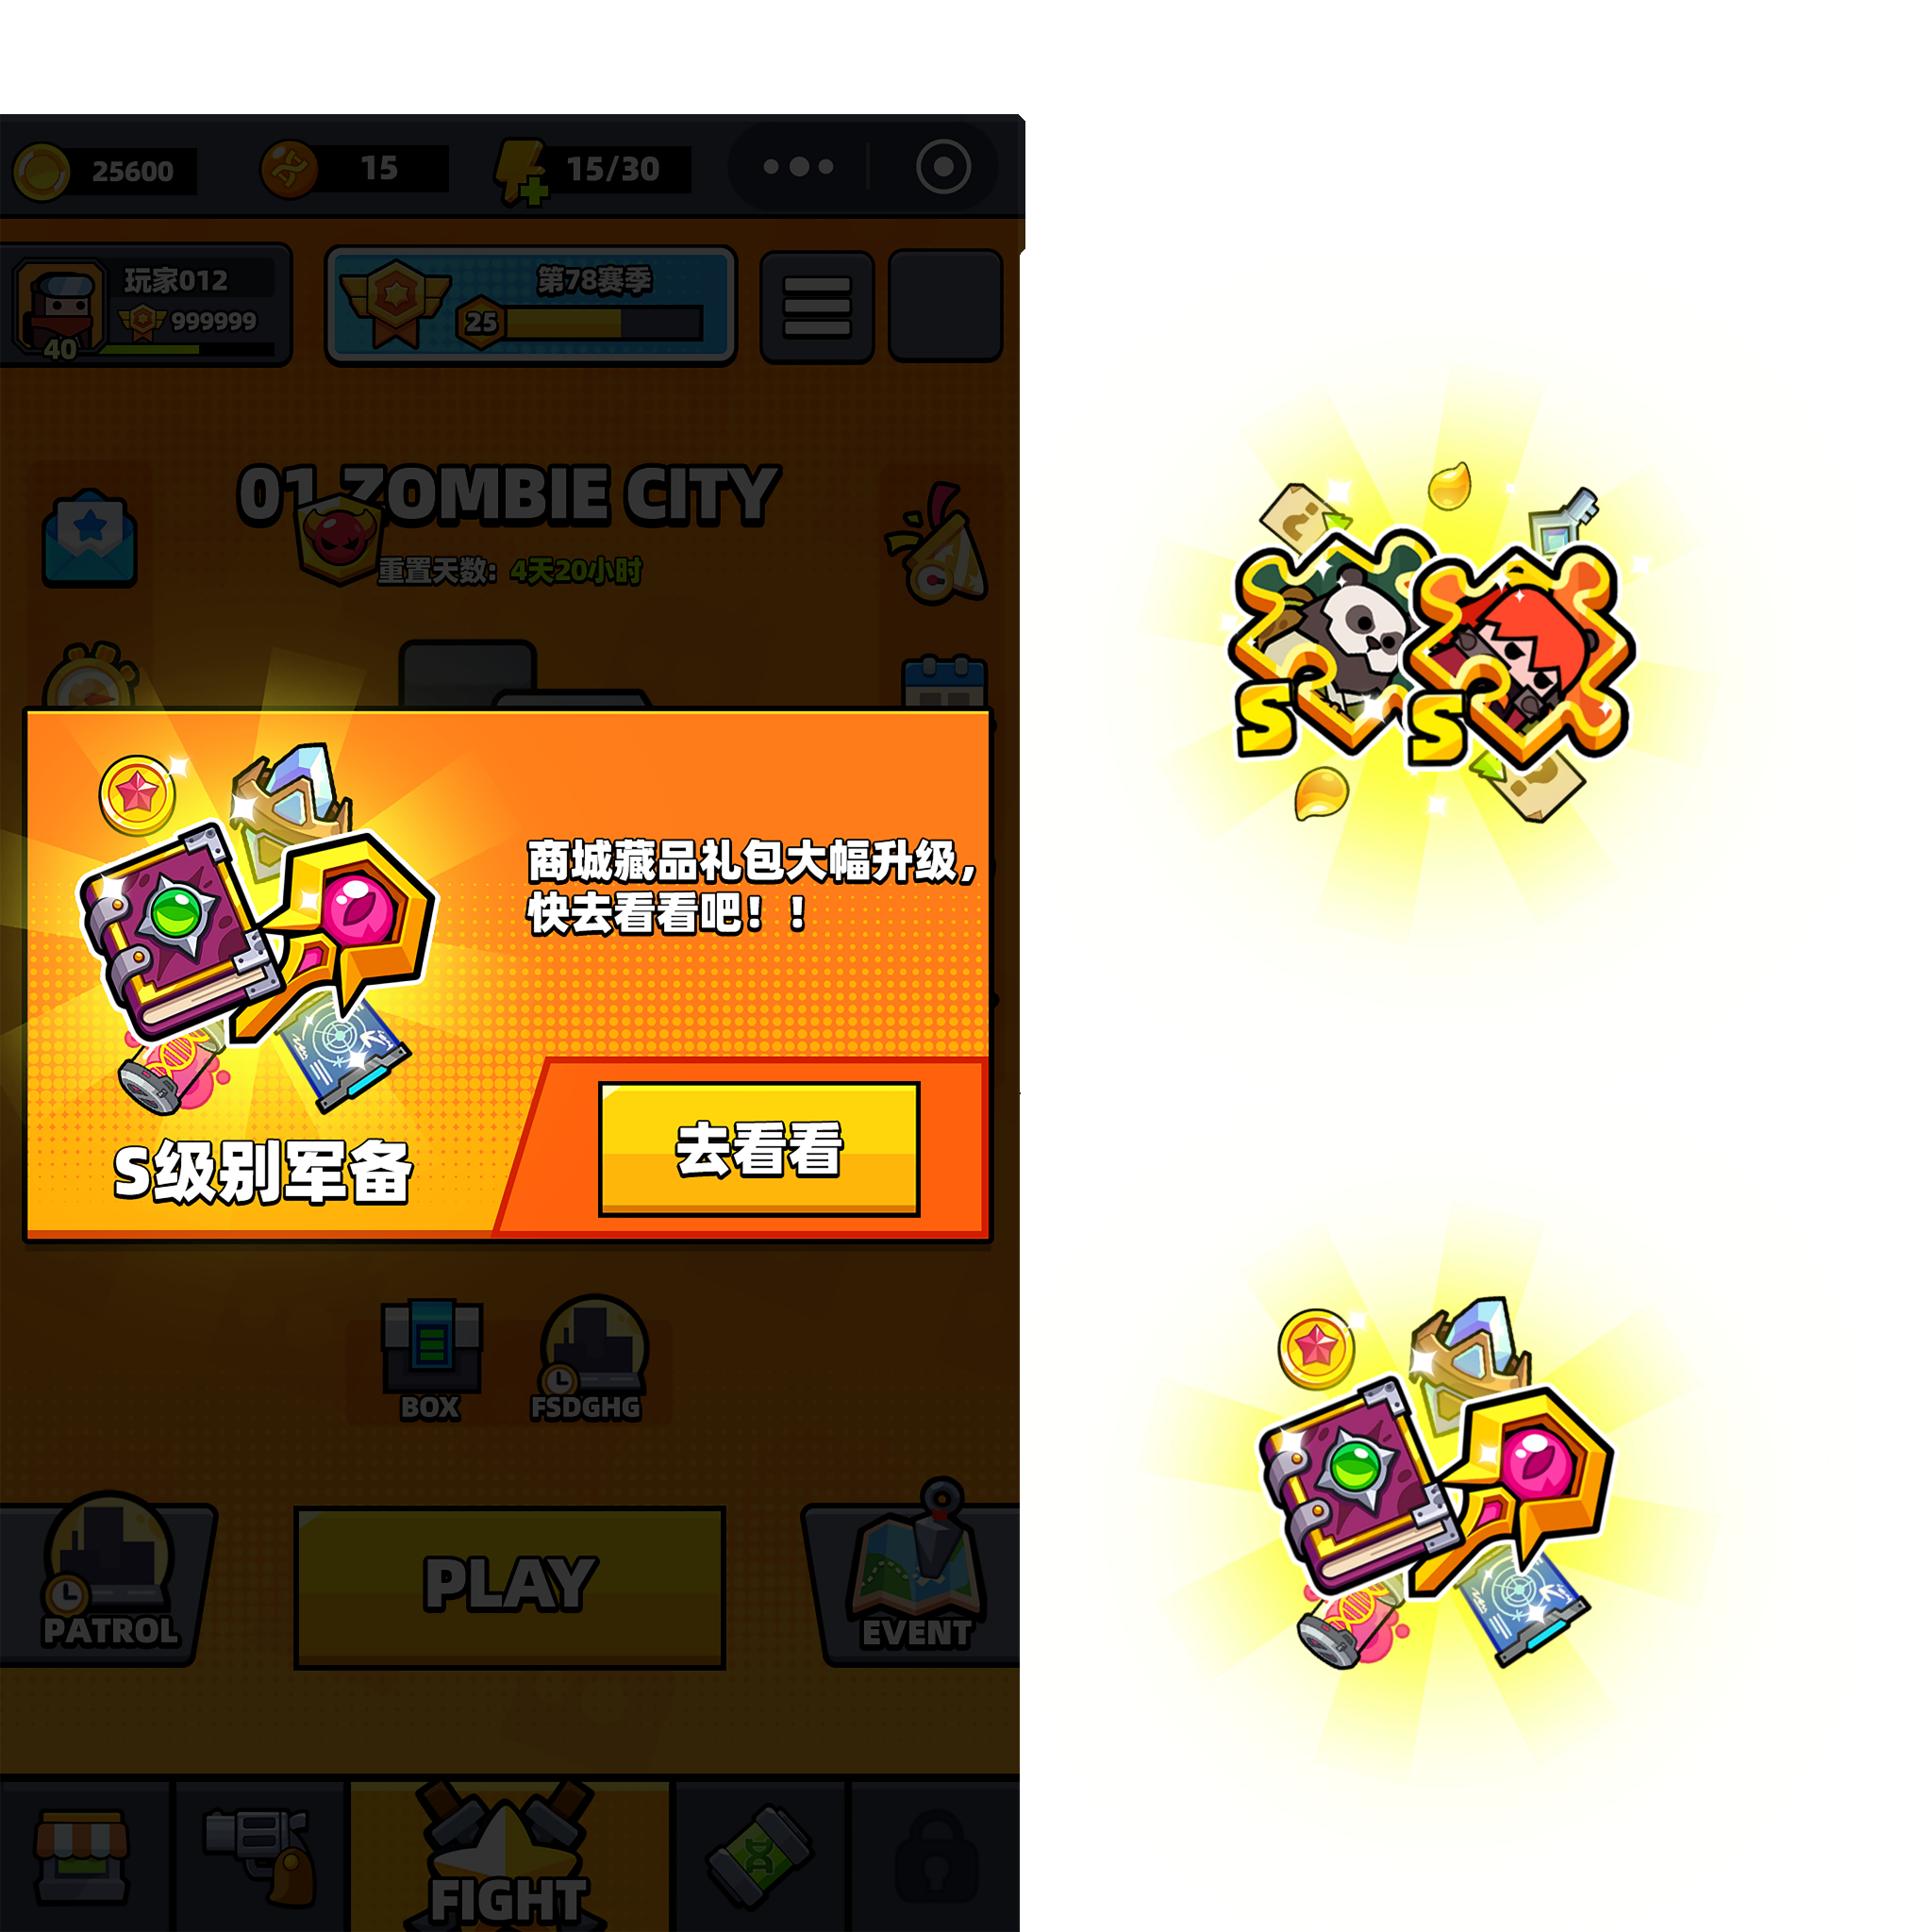 25600
15
15/30
玩家012
999999
40
第78赛季
25
01 ZOMBIE CITY
重置天数：4天20小时
商城藏品礼包大幅升级，
快去看看吧！！
S级别军备
去看看
BOX
FSDGHG
PATROL
PLAY
EVENT
FIGHT
S
S